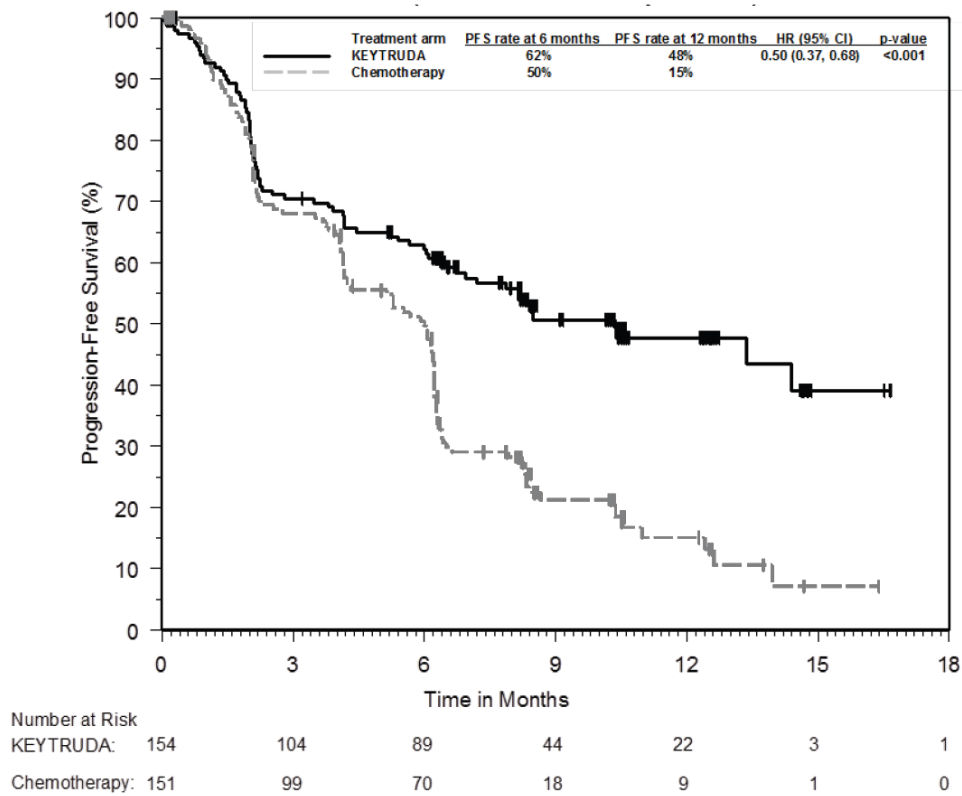 Treatment arm PFS rate at 6 months PFS rate at 12 months HR (95% CI) p-value
KEYTRUDA 62% 48% 0.50 (0.37, 0.68) <0.001
Chemotherapy 50% 15%
100
90
80
70
60
50
40
30
20
10
0
Progression-Free Survival (%)
0 3 6 9 12 15 18
Time in Months
Number at Risk
KEYTRUDA: 154 104 89 44 22 3 1
Chemotherapy: 151 99 70 18 9 1 0